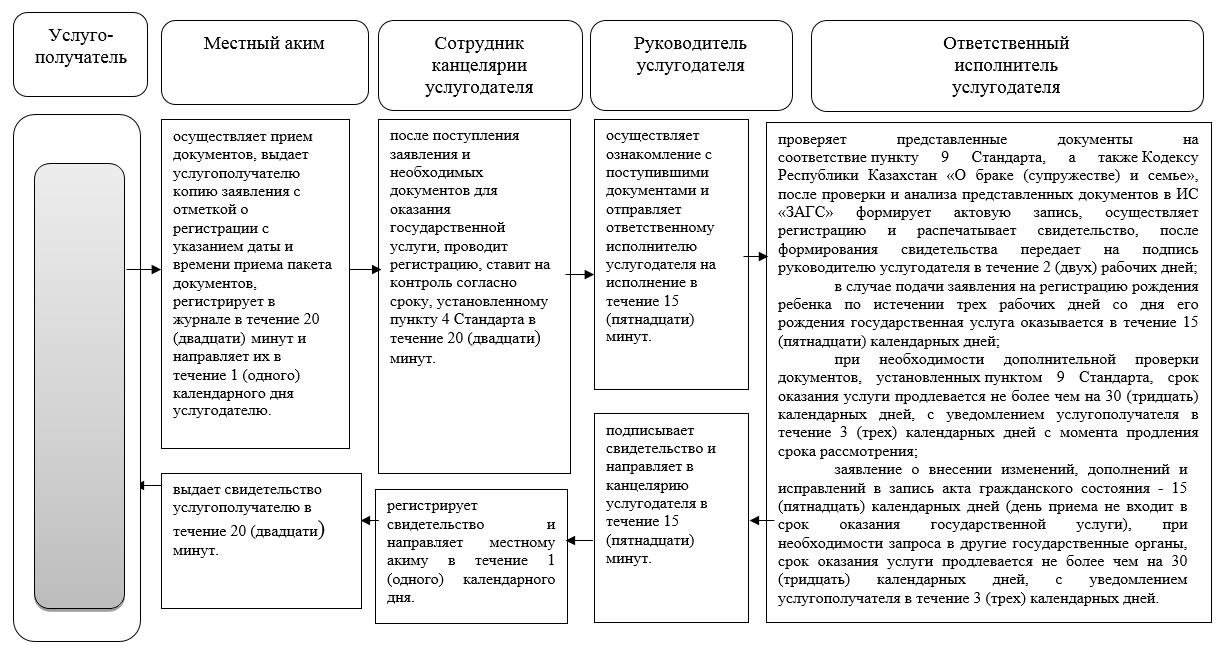 Услуго-
получатель
Местный аким
Сотрудник
канцелярии
услугодателя
Руководитель
услугодателя
Ответственный
исполнитель
услугодателя
осуществляет прием
документов, выдает
услугополучателю
копию заявления с
отметкой о
регистрации с
указанием даты и
времени приема пакета
документов,
регистрирует в
журнале в течение 20
(двадцати) минут и
направляет их в
течение 1 (одного)
календарного дня
услугодателю.
после поступления
заявления и
необходимых
документов для
оказания
государственной
услуги, проводит
регистрацию, ставит на
контроль согласно
сроку, установленному
пункту 4 Стандарта в
течение 20 (двадцати)
минут.
осуществляет
ознакомление с
поступившими
документами и
отправляет
ответственному
исполнителю
услугодателя на
исполнение в
течение 15
(пятнадцати)
минут.
проверяет представленные документы на
соответствие пункту 9 Стандарта, а также Кодексу
Республики Казахстан «О браке (супружестве) и семье»,
после проверки и анализа представленных документов в ИС
«ЗАГС» формирует актовую запись, осуществляет
регистрацию и распечатывает свидетельство, после
формирования свидетельства передает на подпись
руководителю услугодателя в течение 2 (двух) рабочих дней;
в случае подачи заявления на регистрацию рождения
ребенка по истечении трех рабочих дней со дня его
рождения государственная услуга оказывается в течение 15
(пятнадцати) календарных дней;
при необходимости дополнительной проверки
документов, установленных пунктом 9 Стандарта, срок
оказания услуги продлевается не более чем на 30 (тридцать)
календарных дней, с уведомлением услугополучателя в
течение 3 (трех) календарных дней с момента продления
срока рассмотрения;
заявление о внесении изменений, дополнений и
исправлений в запись акта гражданского состояния - 15
(пятнадцать) календарных дней (день приема не входит в
срок оказания государственной услуги), при
необходимости запроса в другие государственные органы,
срок оказания услуги продлевается не более чем на 30
(тридцать) календарных дней, с уведомлением
услугополучателя в течение 3 (трех) календарных дней.
подписывает
свидетельство и
направляет в
канцелярию
услугодателя в
течение 15
(пятнадцати)
минут.
регистрирует
свидетельство и
направляет местному
акиму в течение 1
(одного) календарного
дня.
выдает свидетельство
услугополучателю в
течение 20 (двадцати)
минут.